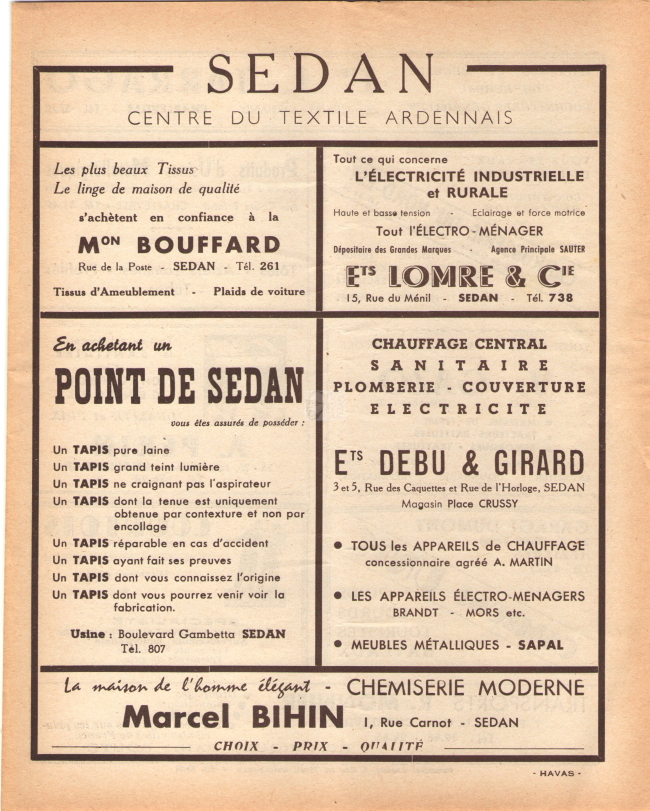 SEDAN
CENTRE DU TEXTILE ARDENNAIS
Les plus beaux Tissus
Le linge de maison de qualité
s'achètent en confiance à la
MON BOUFFARD
Rue de la Poste - SEDAN - Tél. 261
Tissus d'Ameublement - Plaids de voiture
Tout ce qui concerne
L'ÉLECTRICITÉ INDUSTRIELLE
et RURALE
Haute et basse tension - Eclairage et force motrice
Tout l'ÉLECTRO-MÉNAGER
Dépositaire des Grandes Marques - Agence Principale SAUTER
ETS LOMRE & CIE
15, Rue du Ménil - SEDAN - Tél. 738
En achetant un
POINT DE SEDAN
vous êtes assurés de posséder :
Un TAPIS pure laine
Un TAPIS grand teint lumière
Un TAPIS ne craignant pas l'aspirateur
Un TAPIS dont la tenue est uniquement
obtenue par contexture et non par
encollage
Un TAPIS réparable en cas d'accident
Un TAPIS ayant fait ses preuves
Un TAPIS dont vous connaissez l'origine
Un TAPIS dont vous pourrez venir voir la
fabrication.
Usine : Boulevard Gambetta SEDAN
Tél. 807
CHAUFFAGE CENTRAL
SANITAIRE
PLOMBERIE - COUVERTURE
ELECTRICITE
ETS DEBU & GIRARD
3 et 5, Rue des Caquettes et Rue de l'Horloge, SEDAN
Magasin Place CRUSSY
● TOUS les APPAREILS de CHAUFFAGE
concessionnaire agréé A. MARTIN
● LES APPAREILS ÉLECTRO-MENAGERS
BRANDT - MORS etc.
● MEUBLES MÉTALLIQUES - SAPAL
La maison de l'homme élégant - CHEMISERIE MODERNE
Marcel BIHIN 1, Rue Carnot - SEDAN
CHOIX - PRIX - QUALITÉ
- HAVAS -